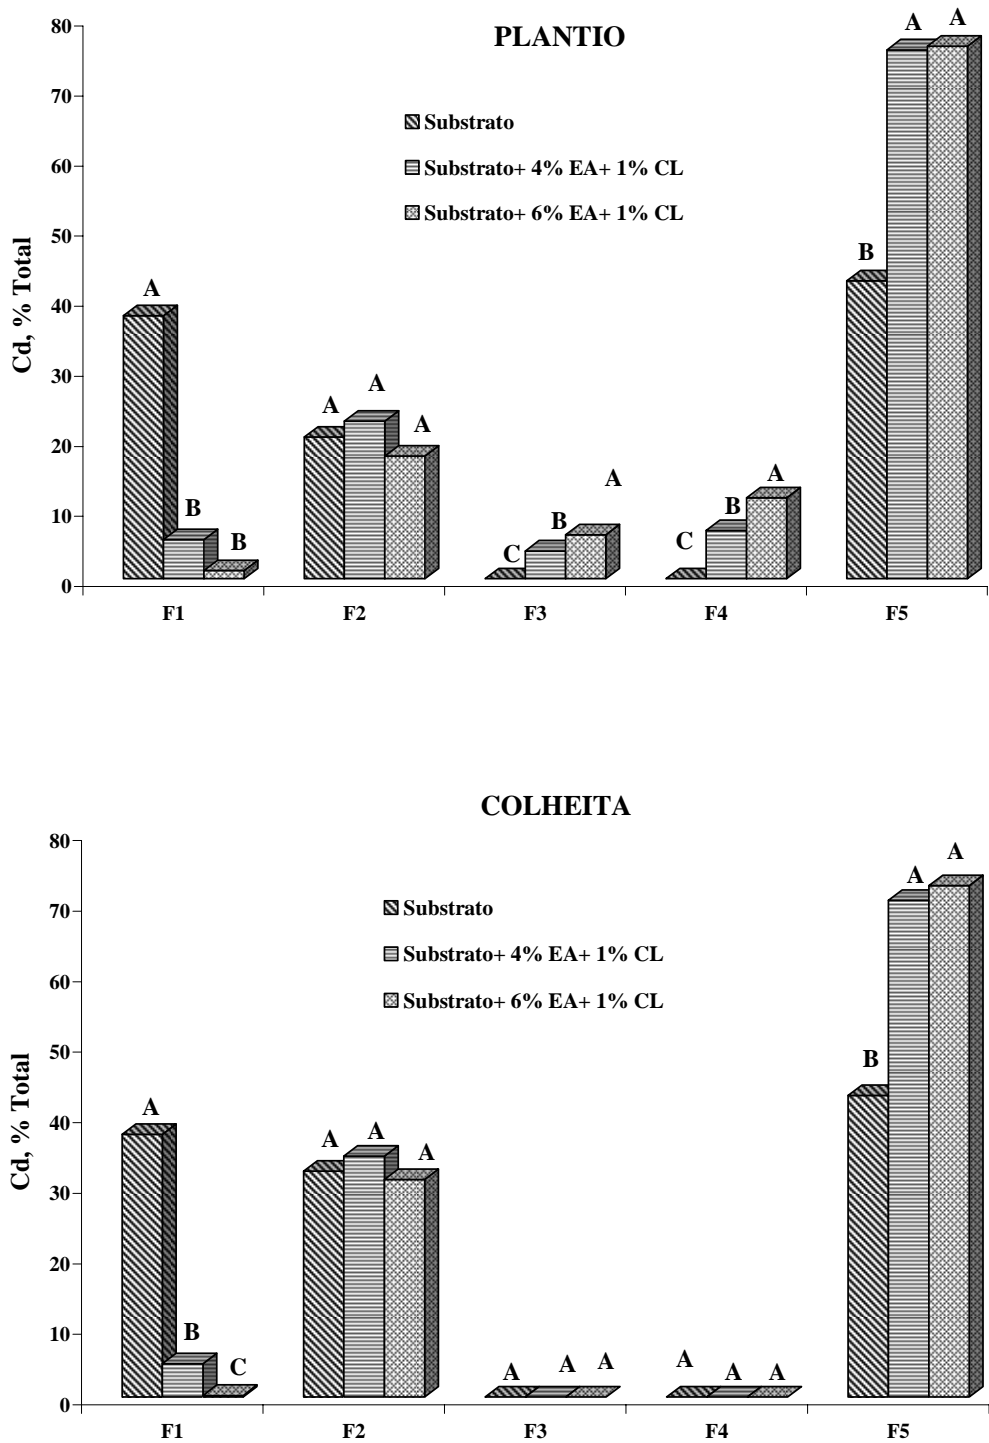 PLANTIO
Substrato
Substrato+ 4% EA+ 1% CL
Substrato+ 6% EA+ 1% CL
Cd, % Total
80
70
60
50
40
30
20
10
0
A
B
B
A
A
A
C
B
A
C
B
A
B
A
A
F1
F2
F3
F4
F5
COLHEITA
Substrato
Substrato+ 4% EA+ 1% CL
Substrato+ 6% EA+ 1% CL
Cd, % Total
80
70
60
50
40
30
20
10
0
A
B
C
A
A
A
A
A
A
A
A
A
B
A
A
F1
F2
F3
F4
F5